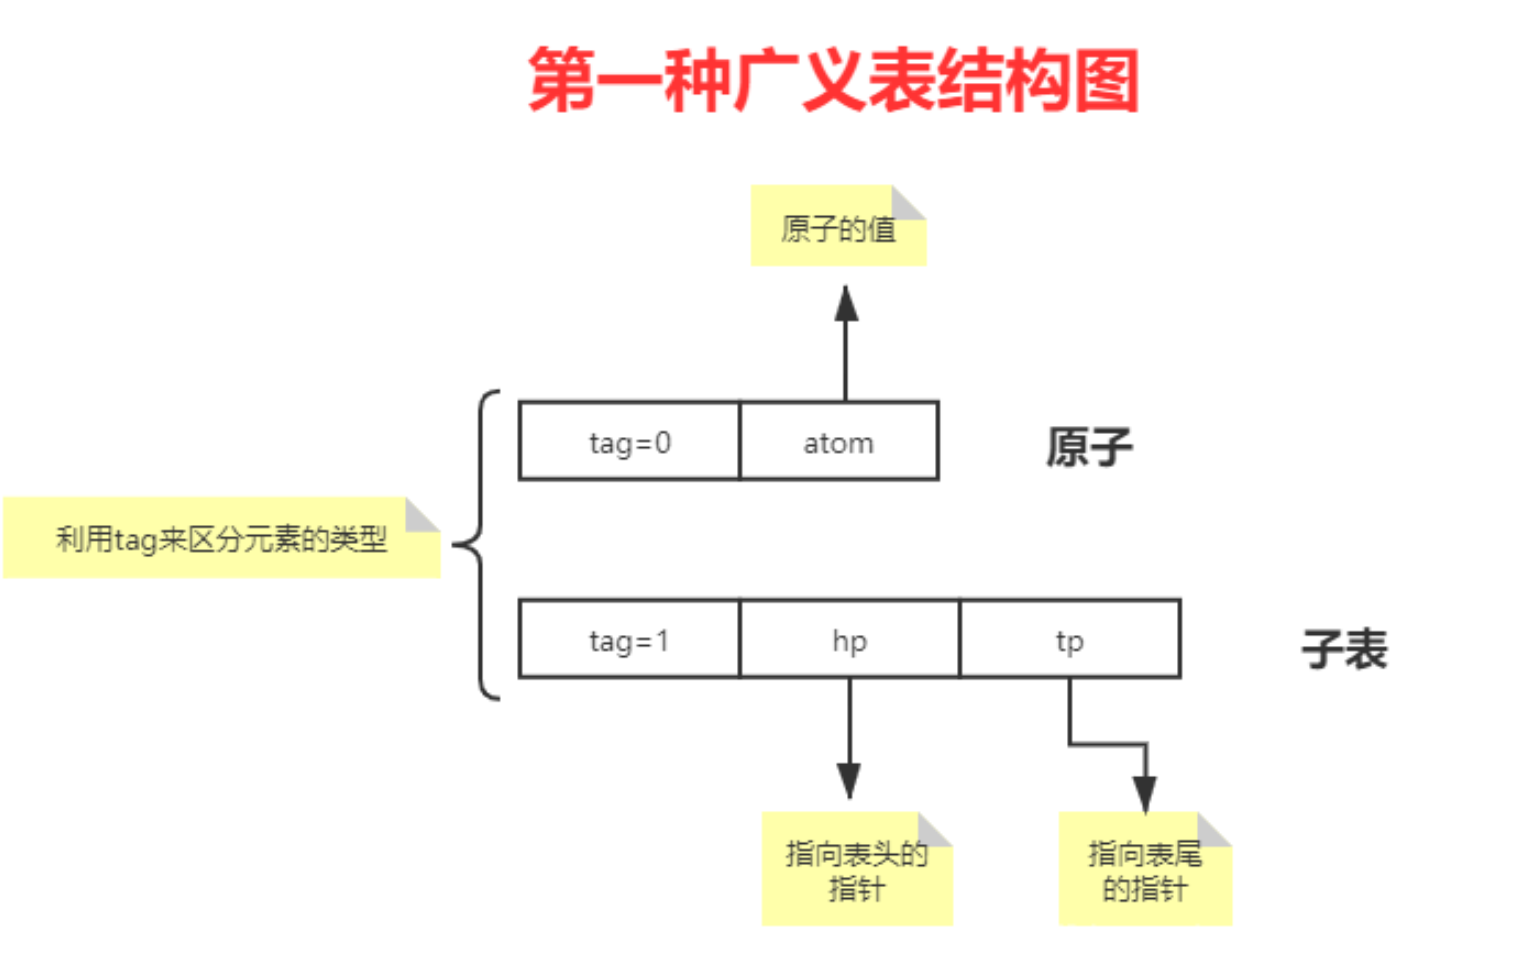 第一种广义表结构图
原子的值
tag=0
atom
原子
利用tag来区分元素的类型
tag=1
hp
tp
子表
指向表头的
指针
指向表尾
的指针